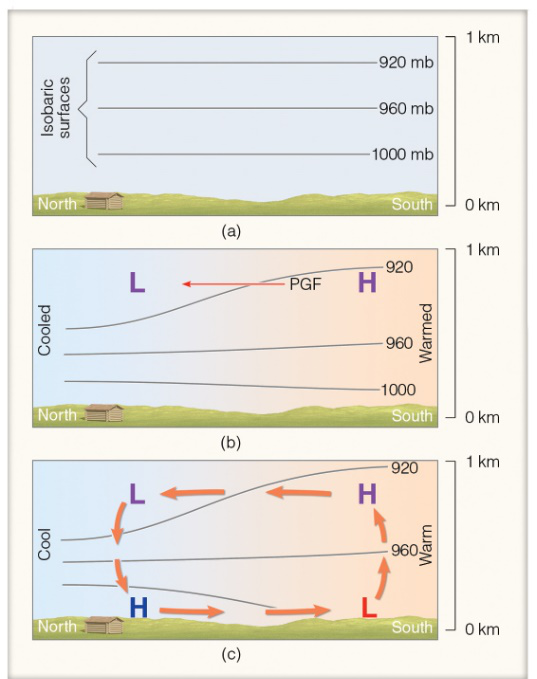 1 km
Isobaric
surfaces
920 mb
960 mb
1000 mb
North
South
0 km
(a)
1 km
L
PGF
H
920
Cooled
960
Warmed
1000
North
South
0 km
(b)
1 km
920
L
H
Cool
960
Warm
H
L
North
South
0 km
(c)